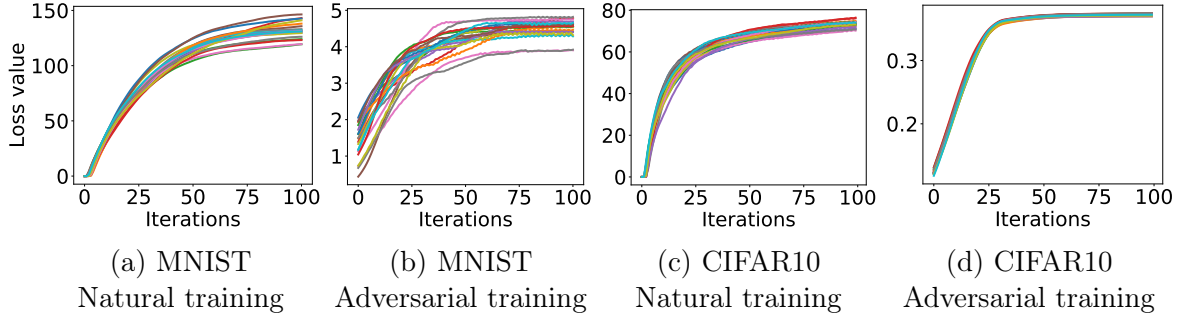 Loss value
150
100
50
0
0 25 50 75 100
Iterations
5
4
3
2
1
0 25 50 75 100
Iterations
80
60
40
20
0
0 25 50 75 100
Iterations
0.3
0.2
0 25 50 75 100
Iterations
(a) MNIST
Natural training
(b) MNIST
Adversarial training
(c) CIFAR10
Natural training
(d) CIFAR10
Adversarial training